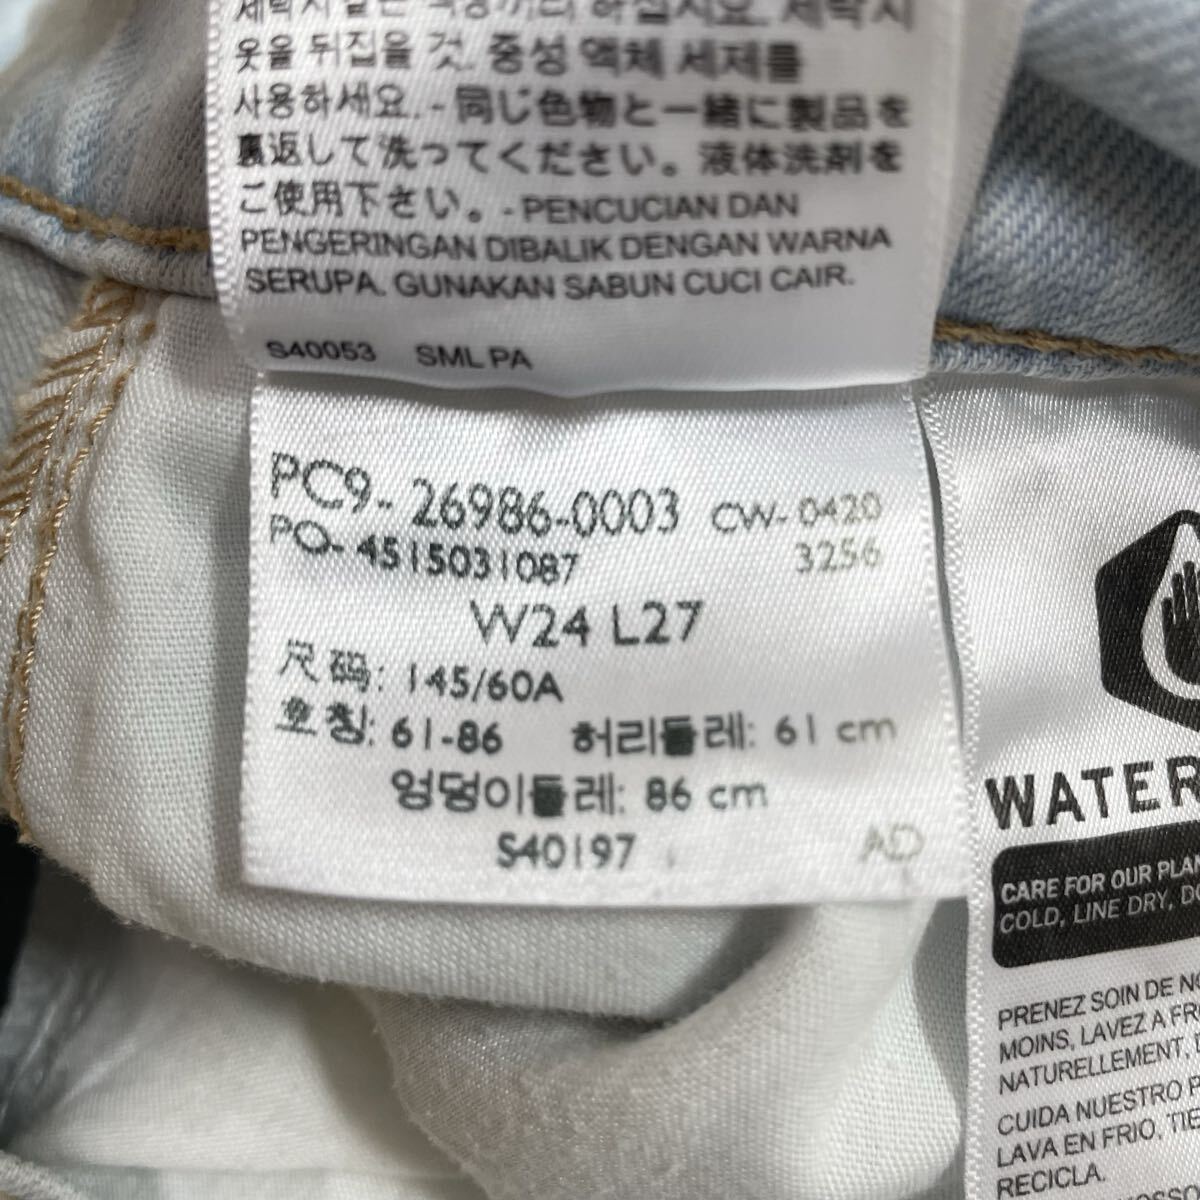 옷을 뒤집을 것. 중성 액체 세제를
사용하세요. - 同じ色物と一緒に製品を
裏返して洗ってください。液体洗剤を
ご使用下さい。- PENCUCIAN DAN
PENGERINGAN DIBALIK DENGAN WARNA
SERUPA. GUNAKAN SABUN CUCI CAIR.
S40053 SML PA
PC9- 26986-0003 CW- 0420
PO- 4515031087 3256
W24 L27
尺码: 145/60A
호칭: 61-86 허리둘레: 61 cm
엉덩이둘레: 86 cm
S40197 AD
WATER
CARE FOR OUR
COLD, LINE DRY,
PRENEZ SOIN DE
MOINS, LAVEZ A
NATURELLEMENT,
CUIDA NUESTRO
LAVA EN FRIO,
RECICLA.